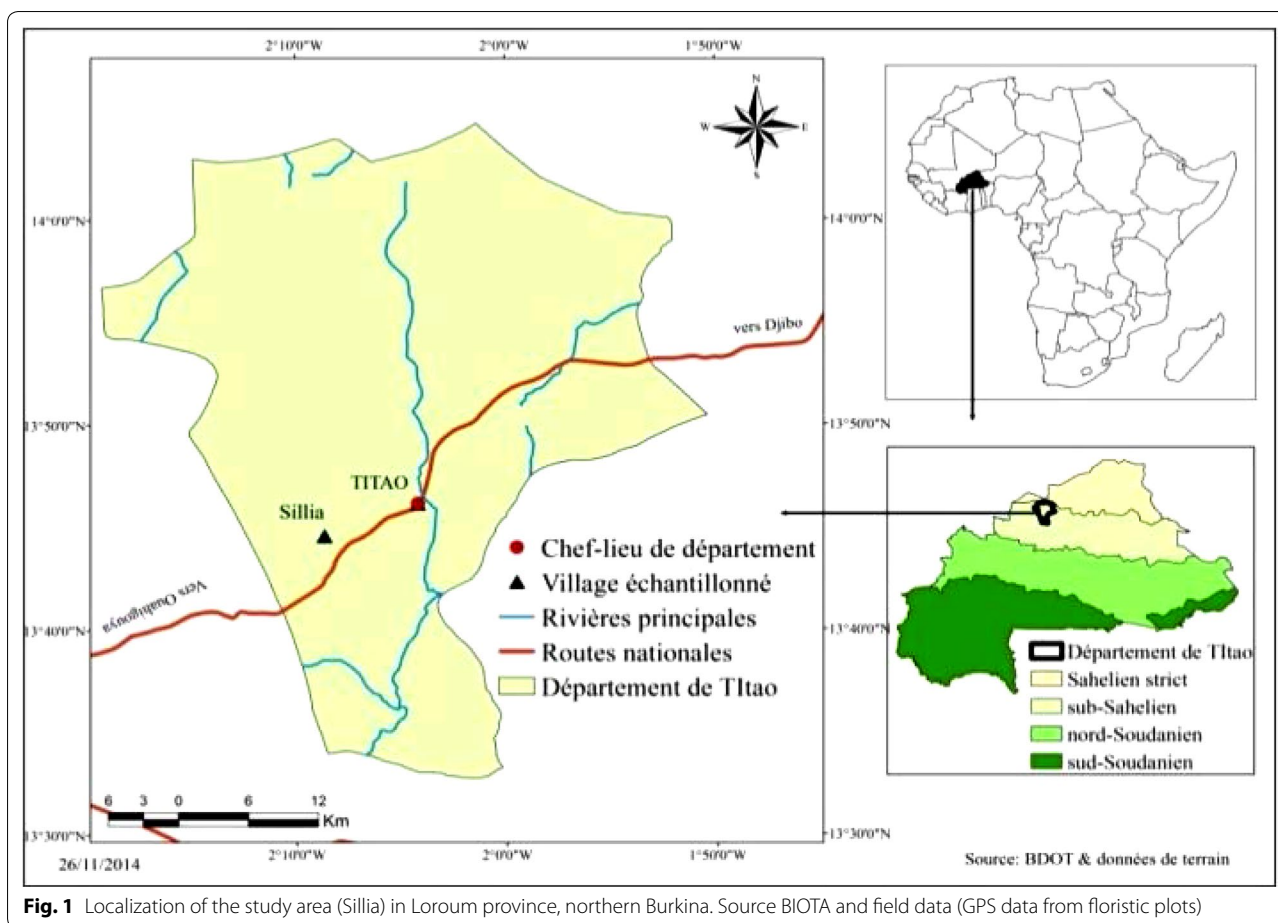 2°10'0"W
2°0'0"W
1°50'0"W
N
W
E
S
14°0'0"N
14°0'0"N
vers Djibo
13°50'0"N
13°50'0"N
TITAO
Sillia
Vers Ouahigouya
13°40'0"N
13°40'0"N
Chef-lieu de département
Village échantillonné
Rivières principales
Routes nationales
Département de TItao
Département de TItao
Sahelien strict
sub-Sahelien
nord-Soudanien
sud-Soudanien
6 3 0 6 12
Km
13°30'0"N
13°30'0"N
2°10'0"W
2°0'0"W
1°50'0"W
26/11/2014
Source: BDOT & données de terrain
Fig. 1 Localization of the study area (Sillia) in Loroum province, northern Burkina. Source BIOTA and field data (GPS data from floristic plots)